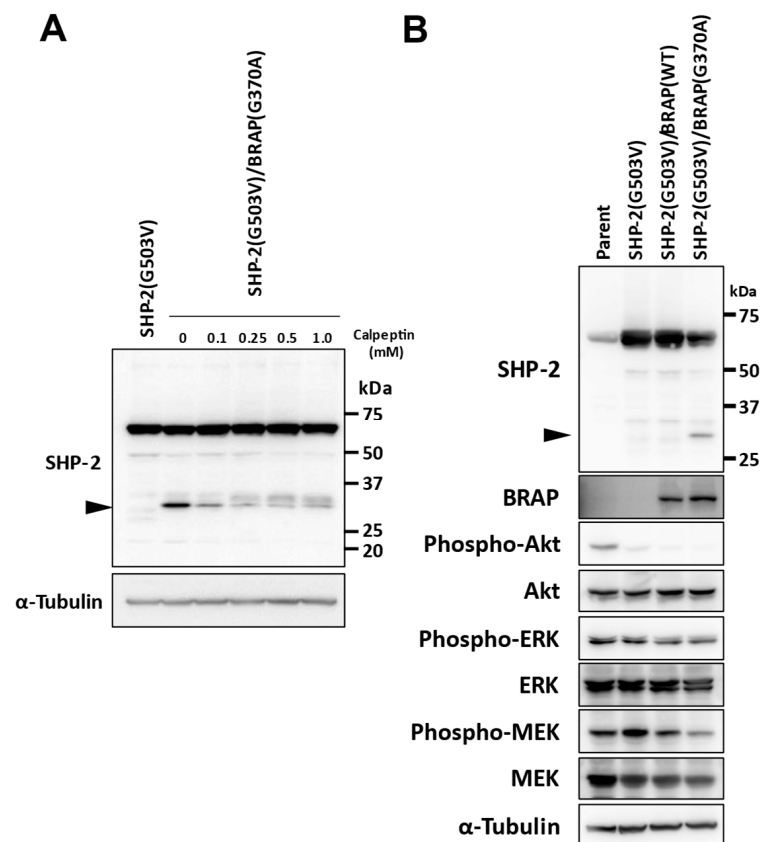 A
SHP-2(G503V)
SHP-2(G503V)/BRAP(G370A)
0 0.1 0.25 0.5 1.0 Calpeptin
(mM)
kDa
75
50
SHP-2
37
25
20
α-Tubulin
B
Parent
SHP-2(G503V)
SHP-2(G503V)/BRAP(WT)
SHP-2(G503V)/BRAP(G370A)
kDa
75
SHP-2
50
37
25
BRAP
Phospho-Akt
Akt
Phospho-ERK
ERK
Phospho-MEK
MEK
α-Tubulin